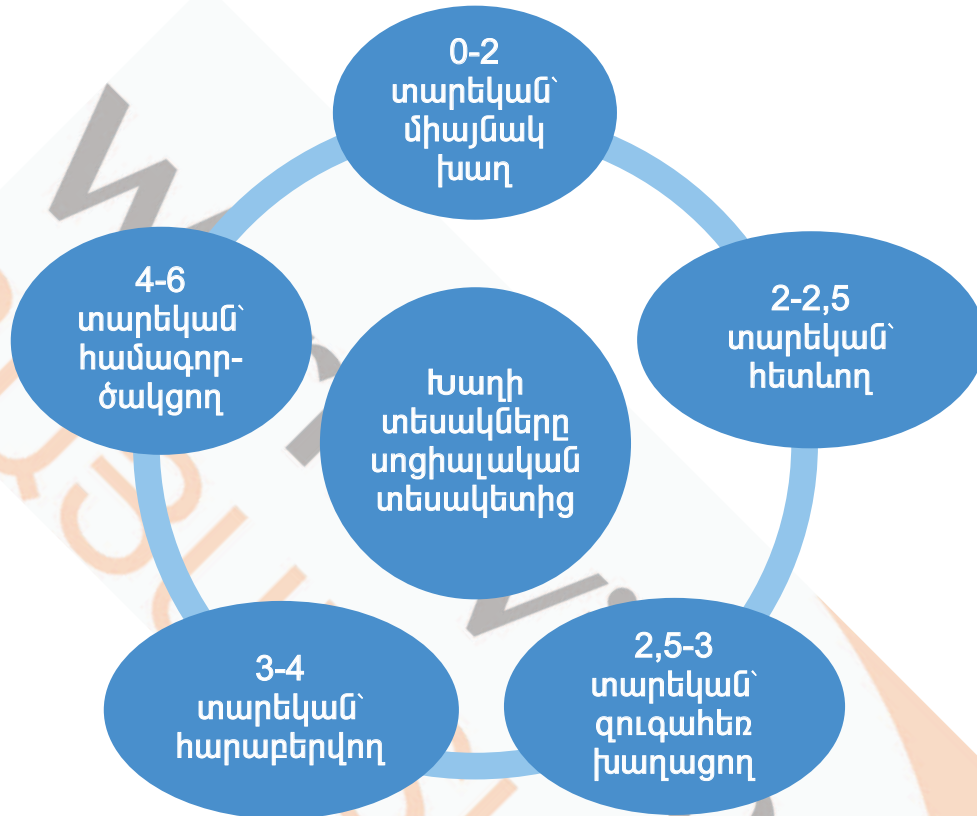 0-2
տարեկան՝
միայնակ
խաղ
2-2,5
տարեկան՝
հետևող
2,5-3
տարեկան՝
զուգահեռ
խաղացող
3-4
տարեկան՝
հարաբերվող
4-6
տարեկան՝
համագոր-
ծակցող
Խաղի
տեսակները
սոցիալական
տեսակետից